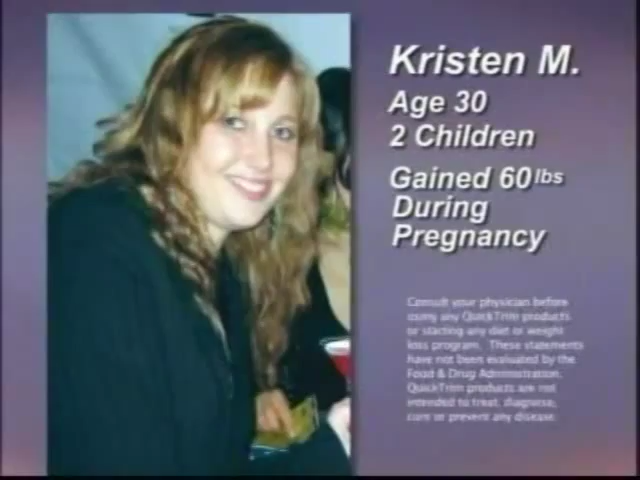 Kristen M.
Age 30
2 Children
Gained 60 lbs
During
Pregnancy
Consult your physician before
using any QuickTrim products
or starting any diet or weight
loss program. These statements
have not been evaluated by the
Food & Drug Administration.
QuickTrim products are not
intended to treat, diagnose,
cure or prevent any disease.